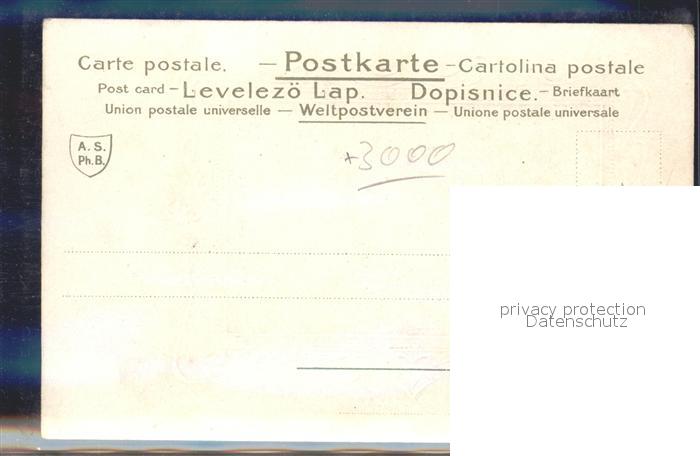 Carte postale. — Postkarte – Cartolina postale
Post card – Levelezö Lap. Dopisnice. – Briefkaart
Union postale universelle — Weltpostverein — Unione postale universale
A. S.
Ph. B.
*3000
privacy protection
Datenschutz